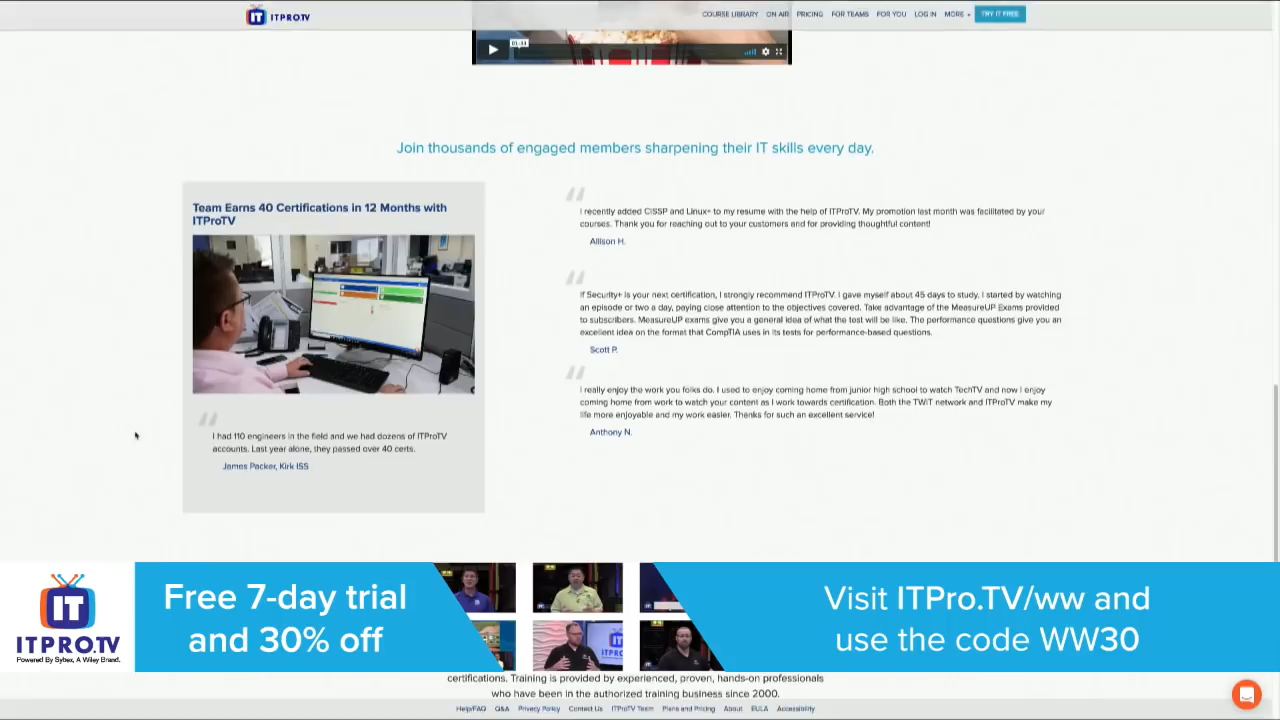 ITPROTV
COURSE LIBRARY ON AIR PRICING FOR TEAMS FOR YOU LOG IN MORE TRY IT FREE
01:44
Join thousands of engaged members sharpening their IT skills every day.
Team Earns 40 Certifications in 12 Months with
ITProTV
I had 110 engineers in the field and we had dozens of ITProTV
accounts. Last year alone, they passed over 40 certs.
James Packer, Kirk ISS
I recently added CISSP and Linux+ to my resume with the help of ITProTV. My promotion last month was facilitated by your
courses. Thank you for reaching out to your customers and for providing thoughtful content!
Allison H.
If Security+ is your next certification, I strongly recommend ITProTV. I gave myself about 45 days to study. I started by watching
an episode or two a day, paying close attention to the objectives covered. Take advantage of the MeasureUP Exams provided
to subscribers. MeasureUP exams give you a general idea of what the test will be like. The performance questions give you an
excellent idea on the format that CompTIA uses in its tests for performance-based questions.
Scott P.
I really enjoy the work you folks do. I used to enjoy coming home from junior high school to watch TechTV and now I enjoy
coming home from work to watch your content as I work towards certification. Both the TWiT network and ITProTV make my
life more enjoyable and my work easier. Thanks for such an excellent service!
Anthony N.
IT
ITPRO.TV
Powered By Sybex, A Wiley Brand.
Free 7-day trial
and 30% off
Visit ITPro.TV/ww and
use the code WW30
certifications. Training is provided by experienced, proven, hands-on professionals
who have been in the authorized training business since 2000.
Help/FAQ Q&A Privacy Policy Contact Us ITProTV Team Plans and Pricing About EULA Accessibility